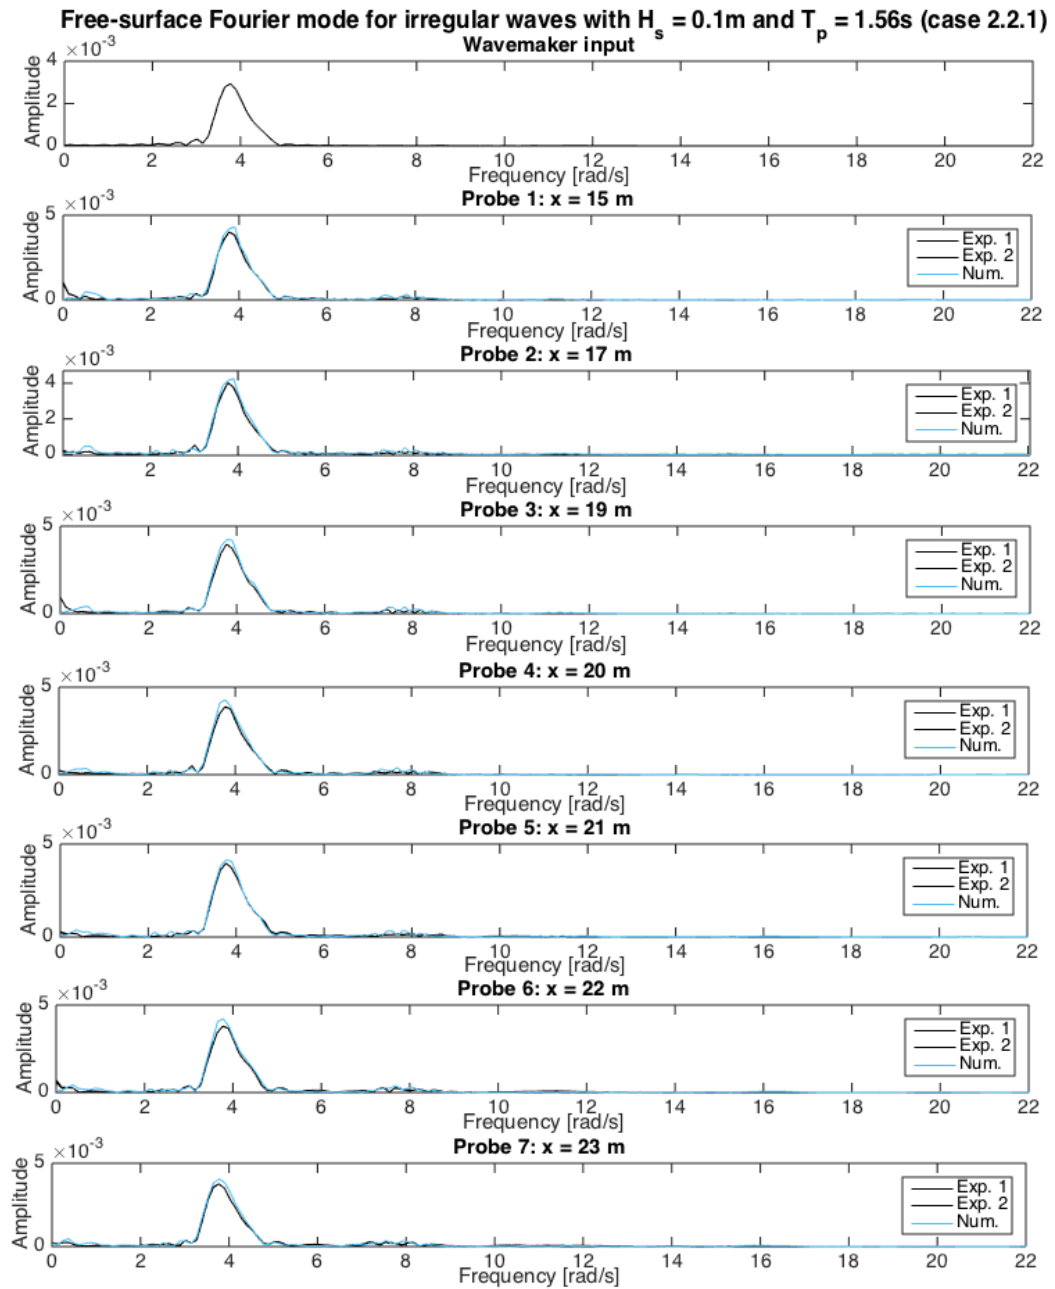 Free-surface Fourier mode for irregular waves with H_s = 0.1m and T_p = 1.56s (case 2.2.1)
Wavemaker input
×10^-3
4
2
0
Amplitude
0 2 4 6 8 10 12 14 16 18 20 22
Frequency [rad/s]
Probe 1: x = 15 m
×10^-3
5
0
Amplitude
Exp. 1
Exp. 2
Num.
0 2 4 6 8 10 12 14 16 18 20 22
Frequency [rad/s]
Probe 2: x = 17 m
×10^-3
4
2
0
Amplitude
Exp. 1
Exp. 2
Num.
2 4 6 8 10 12 14 16 18 20 22
Frequency [rad/s]
Probe 3: x = 19 m
×10^-3
5
0
Amplitude
Exp. 1
Exp. 2
Num.
0 2 4 6 8 10 12 14 16 18 20 22
Frequency [rad/s]
Probe 4: x = 20 m
×10^-3
5
0
Amplitude
Exp. 1
Exp. 2
Num.
0 2 4 6 8 10 12 14 16 18 20 22
Frequency [rad/s]
Probe 5: x = 21 m
×10^-3
5
0
Amplitude
Exp. 1
Exp. 2
Num.
0 2 4 6 8 10 12 14 16 18 20 22
Frequency [rad/s]
Probe 6: x = 22 m
×10^-3
5
0
Amplitude
Exp. 1
Exp. 2
Num.
0 2 4 6 8 10 12 14 16 18 20 22
Frequency [rad/s]
Probe 7: x = 23 m
×10^-3
5
0
Amplitude
Exp. 1
Exp. 2
Num.
0 2 4 6 8 10 12 14 16 18 20 22
Frequency [rad/s]